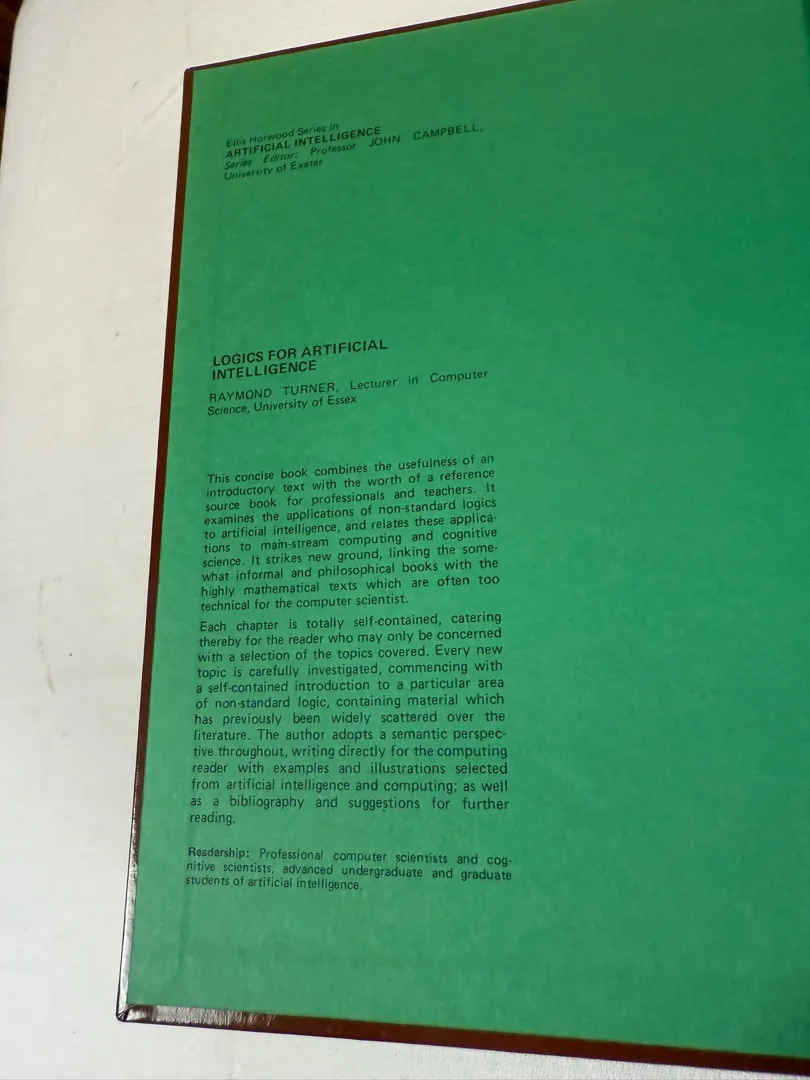 Ellis Horwood Series in
ARTIFICIAL INTELLIGENCE
Series Editor: Professor JOHN CAMPBELL,
University of Exeter
LOGICS FOR ARTIFICIAL
INTELLIGENCE
RAYMOND TURNER, Lecturer in Computer
Science, University of Essex
This concise book combines the usefulness of an
introductory text with the worth of a reference
source book for professionals and teachers. It
examines the applications of non-standard logics
to artificial intelligence, and relates these applica-
tions to main-stream computing and cognitive
science. It strikes new ground, linking the some-
what informal and philosophical books with the
highly mathematical texts which are often too
technical for the computer scientist.
Each chapter is totally self-contained, catering
thereby for the reader who may only be concerned
with a selection of the topics covered. Every new
topic is carefully investigated, commencing with
a self-contained introduction to a particular area
of non-standard logic, containing material which
has previously been widely scattered over the
literature. The author adopts a semantic perspec-
tive throughout, writing directly for the computing
reader with examples and illustrations selected
from artificial intelligence and computing; as well
as a bibliography and suggestions for further
reading.
Readership: Professional computer scientists and cog-
nitive scientists, advanced undergraduate and graduate
students of artificial intelligence.